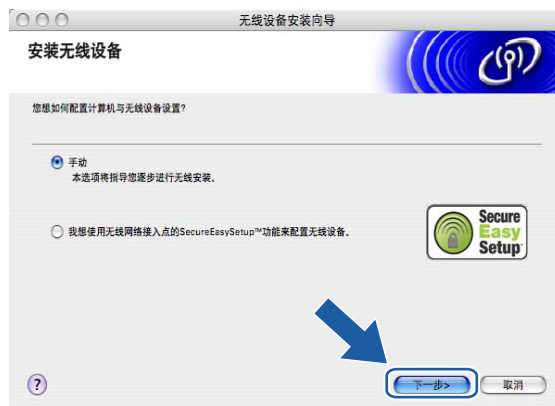 无线设备安装向导
安装无线设备
您想如何配置计算机与无线设备设置?
手动
本选项将指导您逐步进行无线安装。
我想使用无线网络接入点的SecureEasySetup™功能来配置无线设备。
Secure
Easy
Setup
?
下一步>
取消